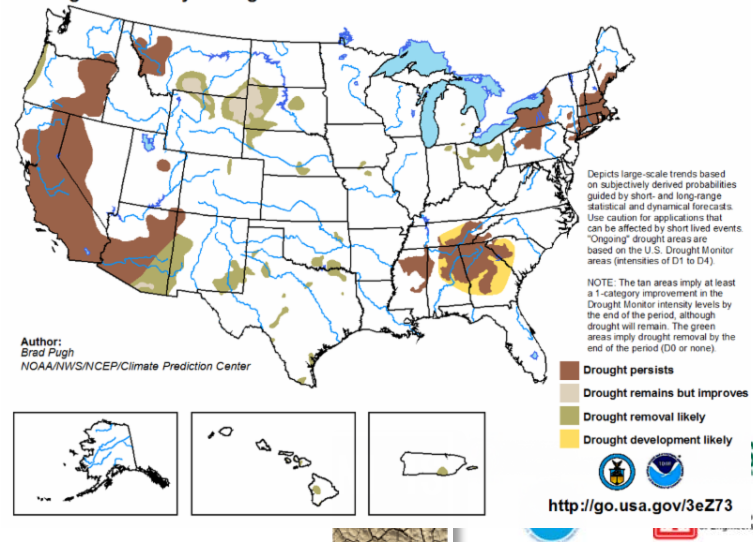 Depicts large-scale trends based
on subjectively derived probabilities
guided by short- and long-range
statistical and dynamical forecasts.
Use caution for applications that
can be affected by short lived events.
"Ongoing" drought areas are
based on the U.S. Drought Monitor
areas (intensities of D1 to D4).
NOTE: The tan areas imply at least
a 1-category improvement in the
Drought Monitor intensity levels by
the end of the period, although
drought will remain. The green
areas imply drought removal by the
end of the period (D0 or none).
Author:
Brad Pugh
NOAA/NWS/NCEP/Climate Prediction Center
Drought persists
Drought remains but improves
Drought removal likely
Drought development likely
http://go.usa.gov/3eZ73